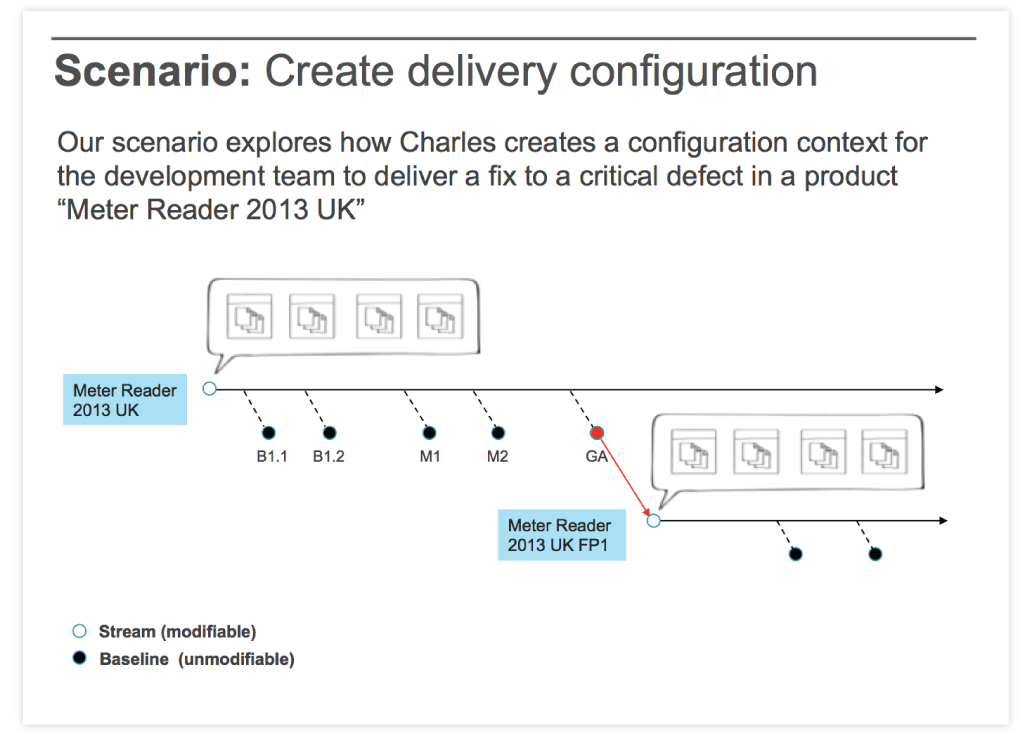 Scenario: Create delivery configuration
Our scenario explores how Charles creates a configuration context for
the development team to deliver a fix to a critical defect in a product
“Meter Reader 2013 UK”
Meter Reader
2013 UK
B1.1 B1.2 M1 M2 GA
Meter Reader
2013 UK FP1
Stream (modifiable)
Baseline (unmodifiable)